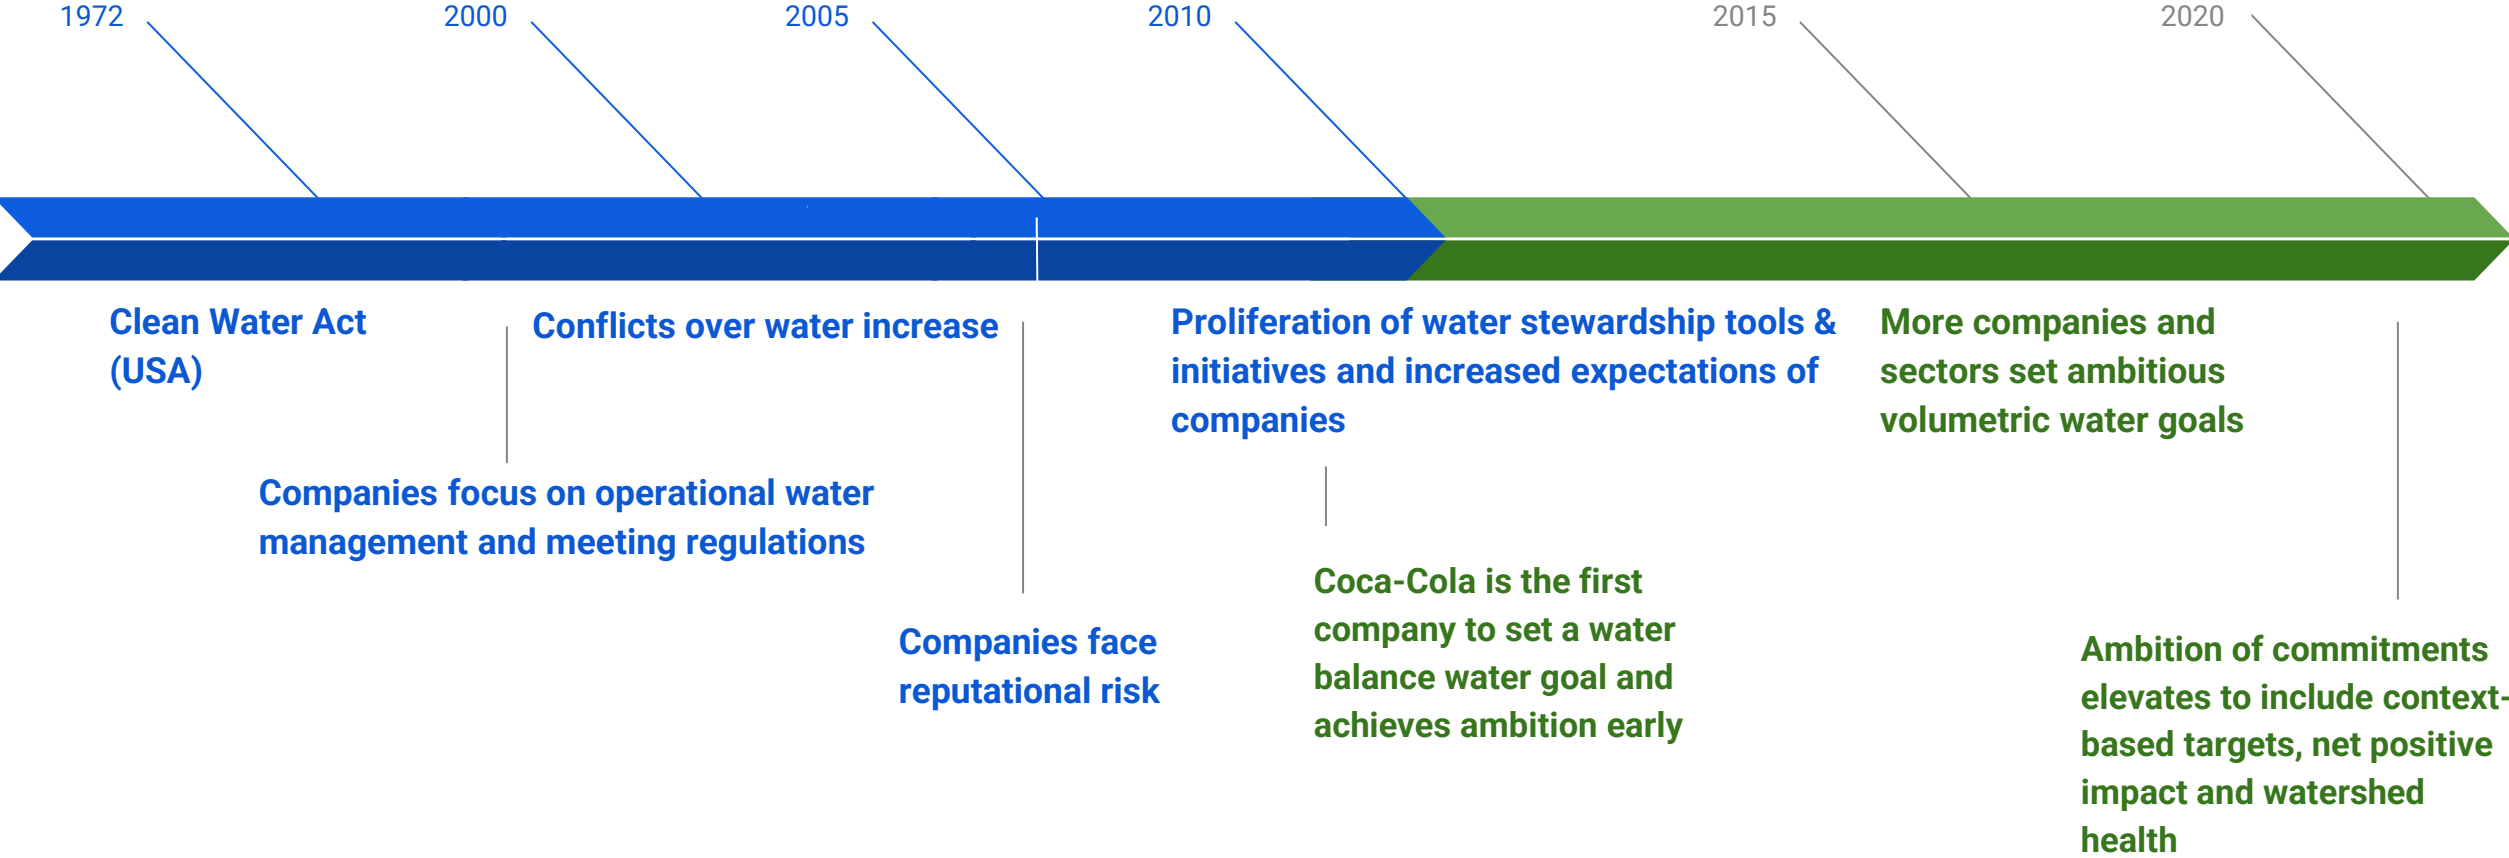 1972
2000
2005
2010
2015
2020
Clean Water Act
(USA)
Conflicts over water increase
Proliferation of water stewardship tools &
initiatives and increased expectations of
companies
More companies and
sectors set ambitious
volumetric water goals
Companies focus on operational water
management and meeting regulations
Companies face
reputational risk
Coca-Cola is the first
company to set a water
balance water goal and
achieves ambition early
Ambition of commitments
elevates to include context-
based targets, net positive
impact and watershed
health